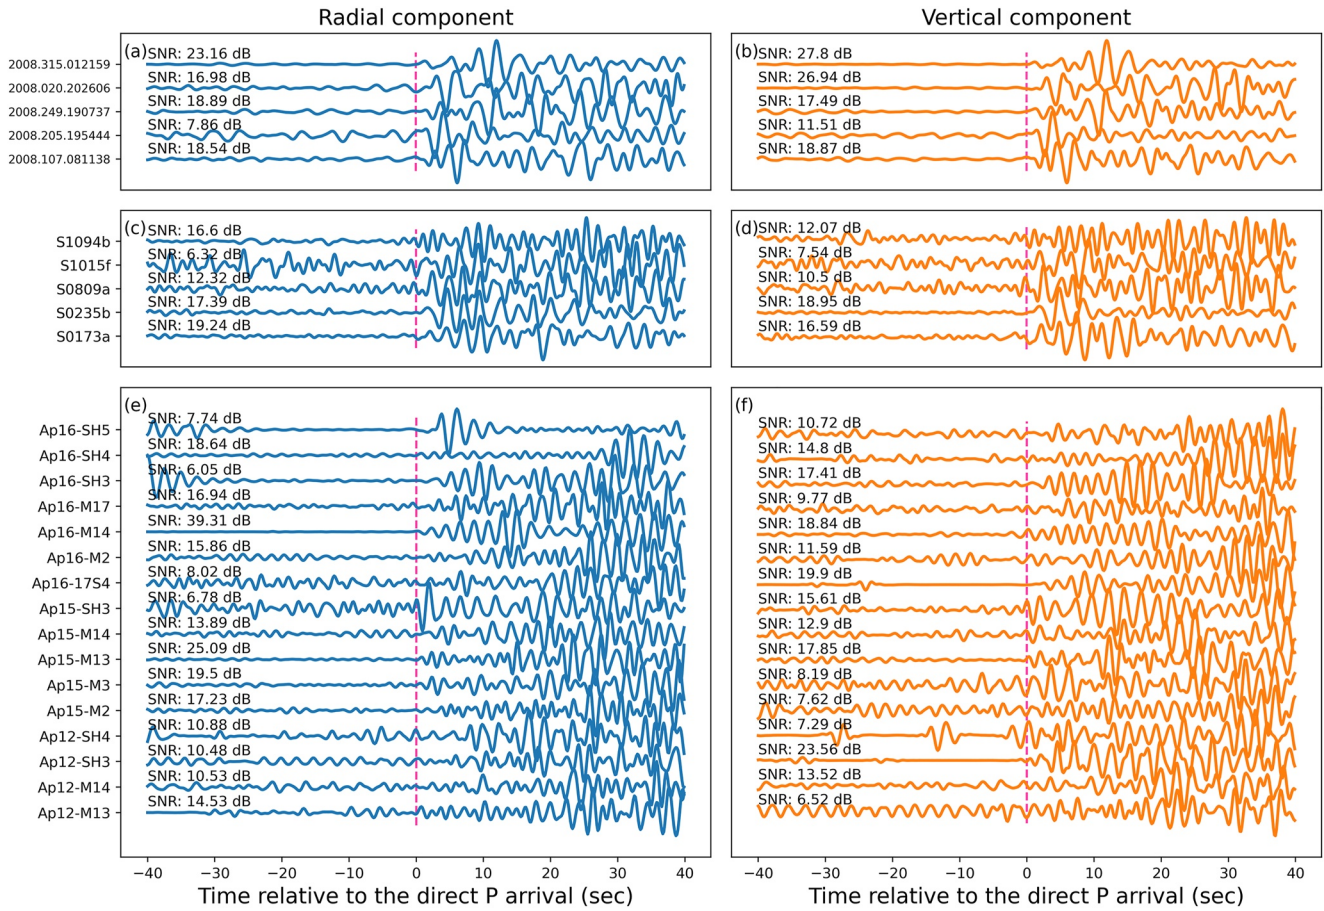 Radial component
Vertical component
(a)
SNR: 23.16 dB
2008.315.012159
SNR: 16.98 dB
2008.020.202606
SNR: 18.89 dB
2008.249.190737
SNR: 7.86 dB
2008.205.195444
SNR: 18.54 dB
2008.107.081138
(b)
SNR: 27.8 dB
SNR: 26.94 dB
SNR: 17.49 dB
SNR: 11.51 dB
SNR: 18.87 dB
(c)
SNR: 16.6 dB
S1094b
SNR: 6.32 dB
S1015f
SNR: 12.32 dB
S0809a
SNR: 17.39 dB
S0235b
SNR: 19.24 dB
S0173a
(d)
SNR: 12.07 dB
SNR: 7.54 dB
SNR: 10.5 dB
SNR: 18.95 dB
SNR: 16.59 dB
(e)
SNR: 7.74 dB
Ap16-SH5
SNR: 18.64 dB
Ap16-SH4
SNR: 6.05 dB
Ap16-SH3
SNR: 16.94 dB
Ap16-M17
SNR: 39.31 dB
Ap16-M14
SNR: 15.86 dB
Ap16-M2
SNR: 8.02 dB
Ap16-17S4
SNR: 6.78 dB
Ap15-SH3
SNR: 13.89 dB
Ap15-M14
SNR: 25.09 dB
Ap15-M13
SNR: 19.5 dB
Ap15-M3
SNR: 17.23 dB
Ap15-M2
SNR: 10.88 dB
Ap12-SH4
SNR: 10.48 dB
Ap12-SH3
SNR: 10.53 dB
Ap12-M14
SNR: 14.53 dB
Ap12-M13
(f)
SNR: 10.72 dB
SNR: 14.8 dB
SNR: 17.41 dB
SNR: 9.77 dB
SNR: 18.84 dB
SNR: 11.59 dB
SNR: 19.9 dB
SNR: 15.61 dB
SNR: 12.9 dB
SNR: 17.85 dB
SNR: 8.19 dB
SNR: 7.62 dB
SNR: 7.29 dB
SNR: 23.56 dB
SNR: 13.52 dB
SNR: 6.52 dB
−40 −30 −20 −10 0 10 20 30 40
−40 −30 −20 −10 0 10 20 30 40
Time relative to the direct P arrival (sec)
Time relative to the direct P arrival (sec)